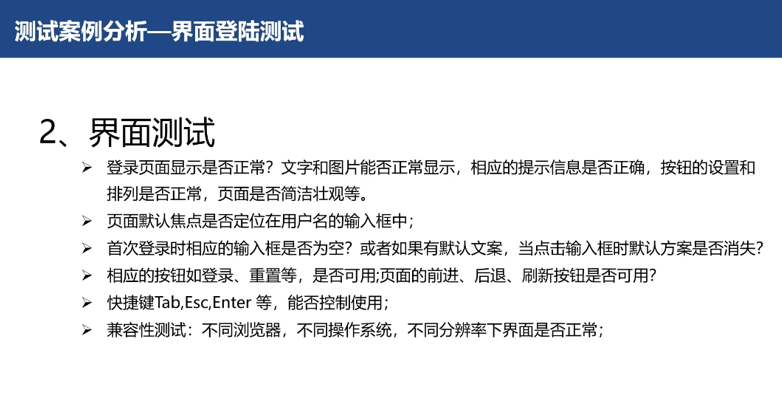 测试案例分析—界面登陆测试
2、界面测试
➢ 登录页面显示是否正常？文字和图片能否正常显示，相应的提示信息是否正确，按钮的设置和
排列是否正常，页面是否简洁壮观等。
➢ 页面默认焦点是否定位在用户名的输入框中；
➢ 首次登录时相应的输入框是否为空？或者如果有默认文案，当点击输入框时默认方案是否消失？
➢ 相应的按钮如登录、重置等，是否可用;页面的前进、后退、刷新按钮是否可用？
➢ 快捷键Tab,Esc,Enter 等，能否控制使用；
➢ 兼容性测试：不同浏览器，不同操作系统，不同分辨率下界面是否正常；